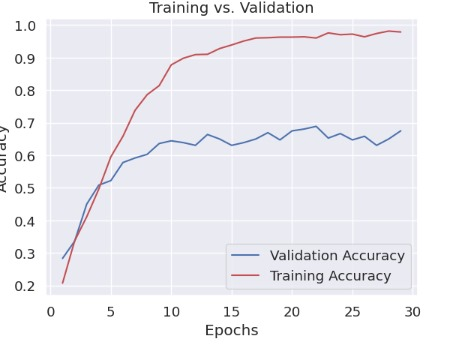 Training vs. Validation
1.0
0.9
0.8
0.7
0.6
0.5
0.4
0.3
0.2
Accuracy
0 5 10 15 20 25 30
Epochs
Validation Accuracy
Training Accuracy